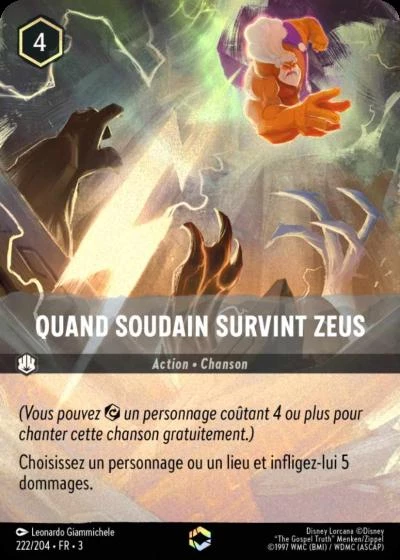 4
QUAND SOUDAIN SURVINT ZEUS
Action • Chanson
(Vous pouvez un personnage coûtant 4 ou plus pour
chanter cette chanson gratuitement.)
Choisissez un personnage ou un lieu et infligez-lui 5
dommages.
Leonardo Giammichele
222/204 • FR • 3
Disney Lorcana ©Disney
"The Gospel Truth" Menken/Zippel
©1997 WMC (BMI) / WDMC (ASCAP)